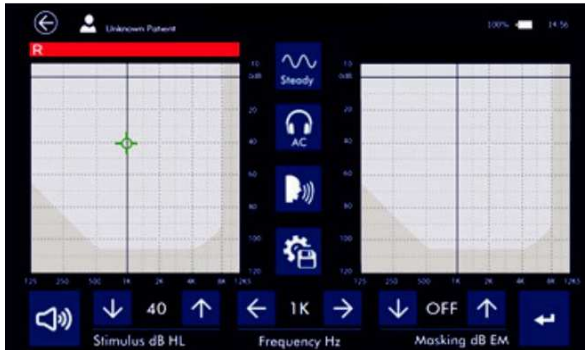 Unknown Patient
100%
14:56
R
-10
0dB
20
40
60
80
100
120
125 250 500 1K 2K 4K 8K 12K5
Steady
AC
-10
0dB
20
40
60
80
100
120
125 250 500 1K 2K 4K 8K 12K5
40
1K
OFF
Stimulus dB HL
Frequency Hz
Masking dB EM